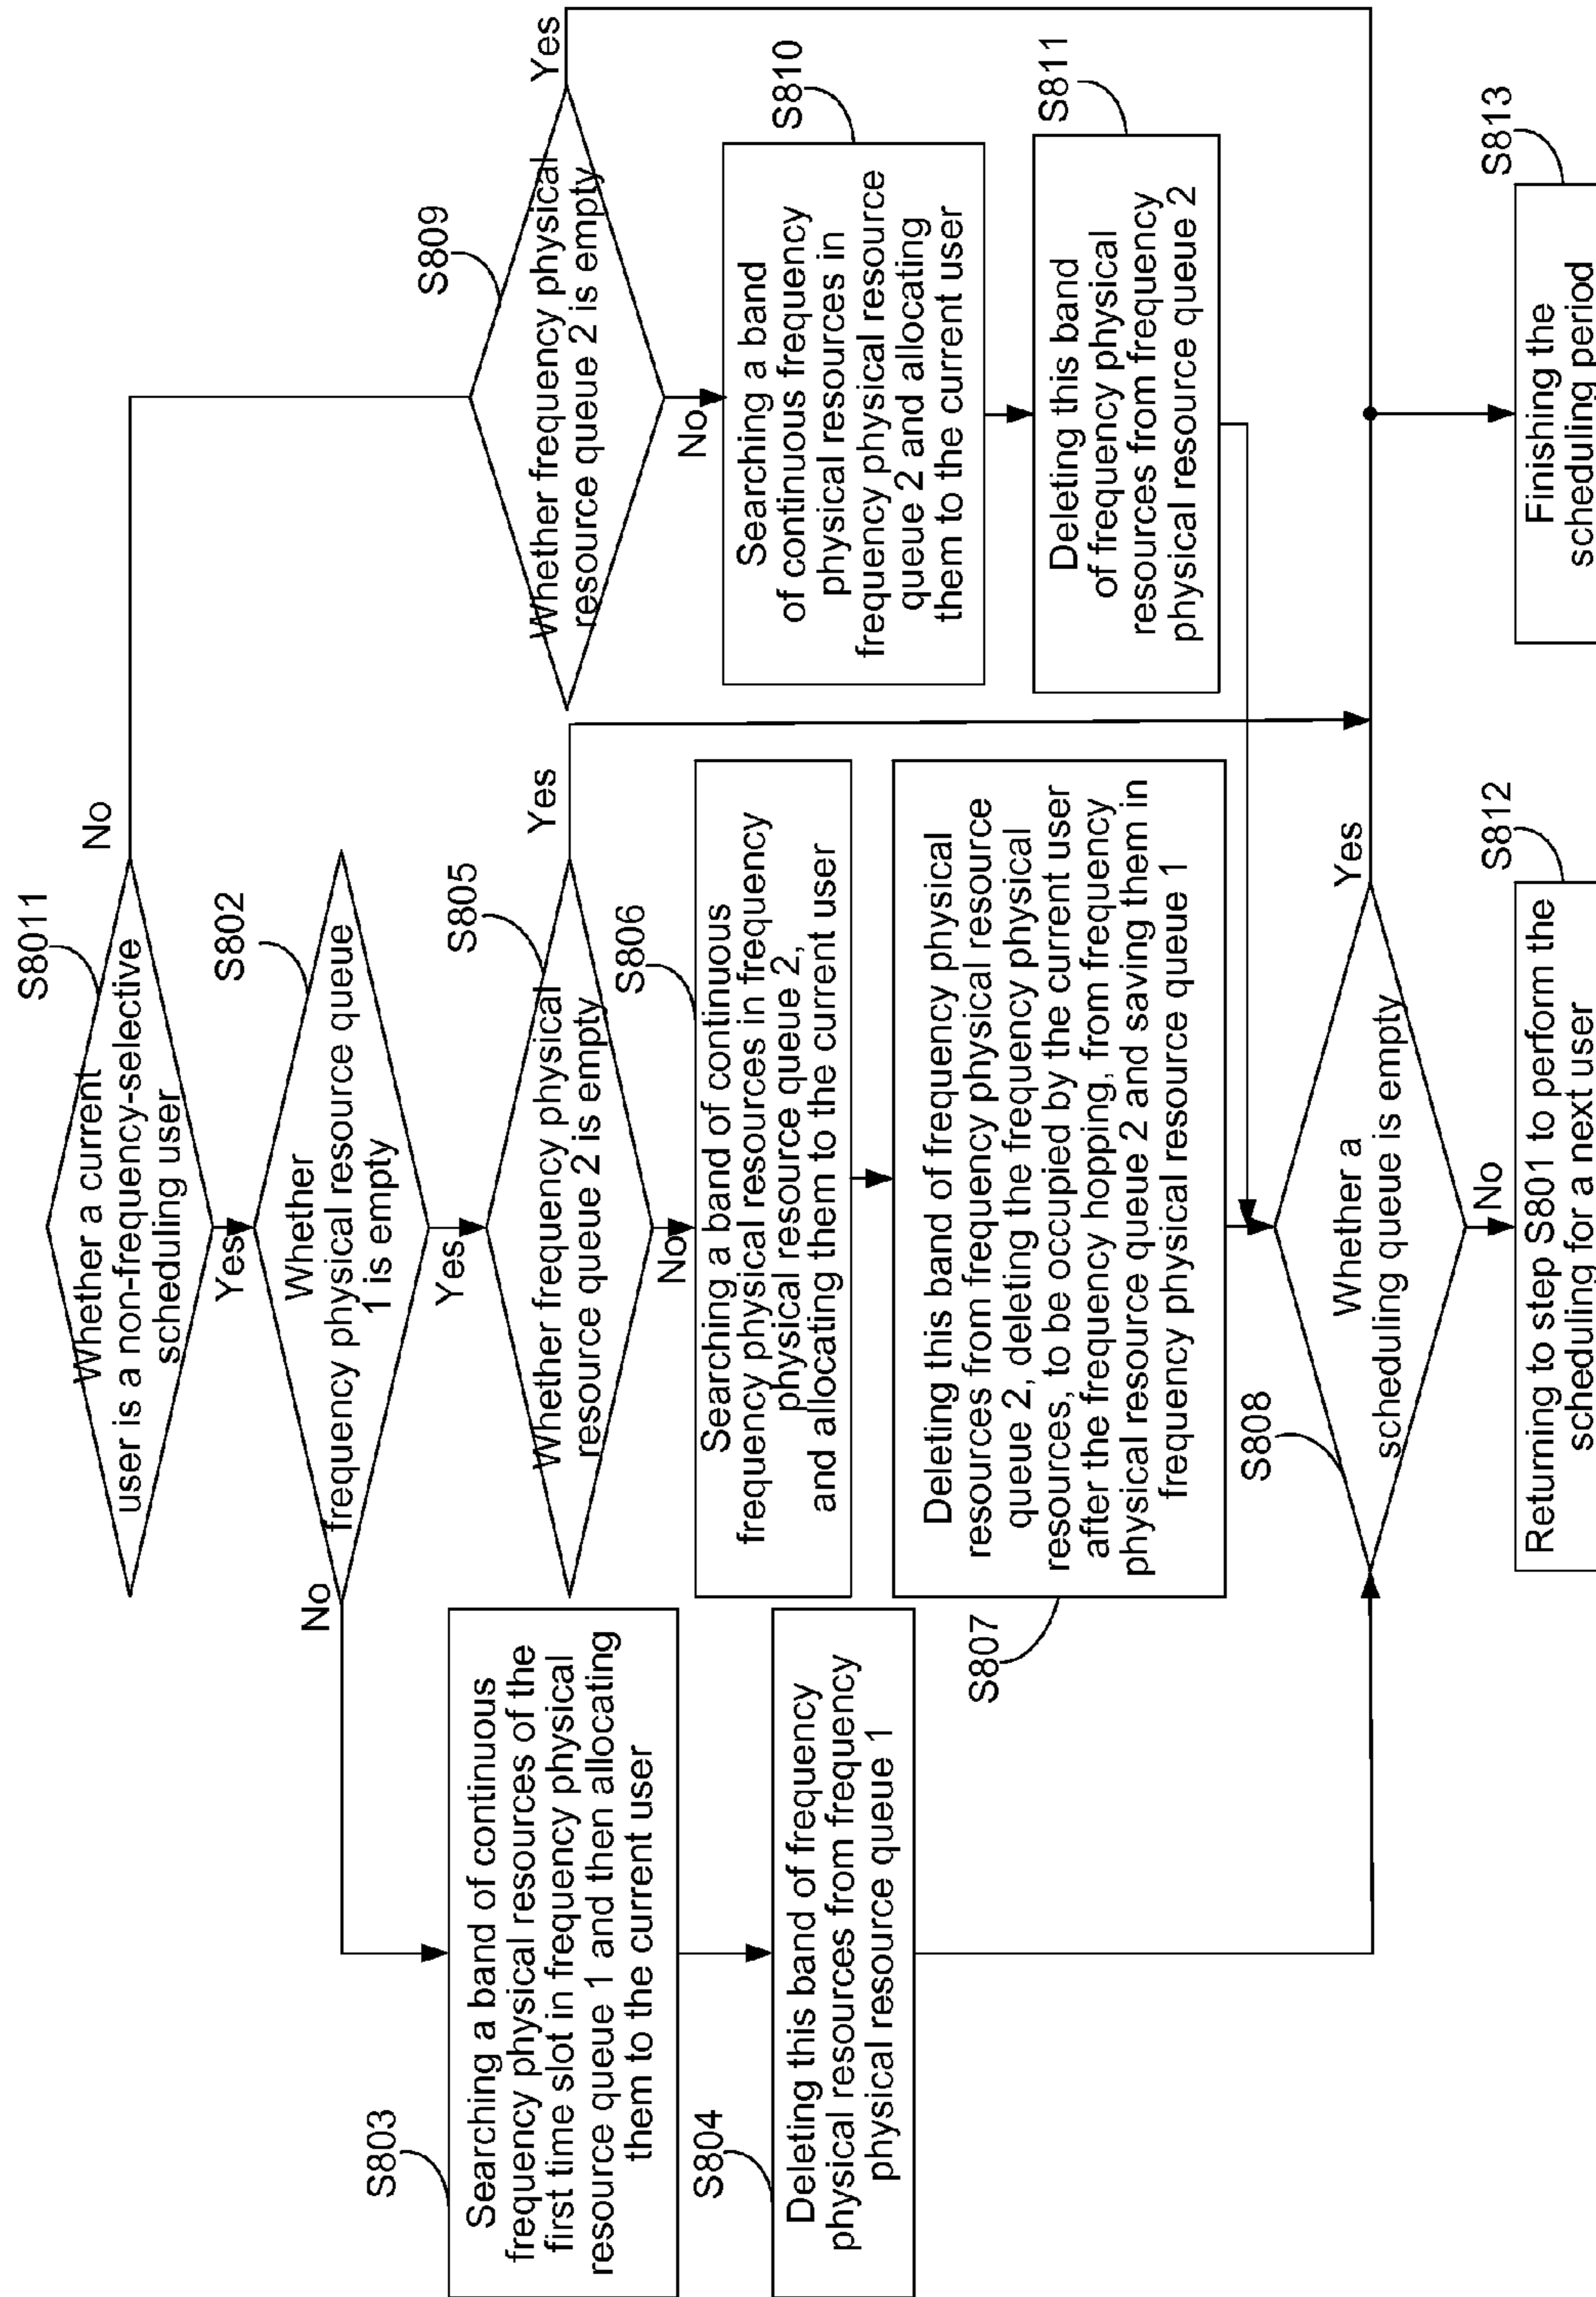 S8011
Whether a current
user is a non-frequency-selective
scheduling user
No
Yes
S802
Whether
frequency physical resource queue
1 is empty
No
Yes
S803
Searching a band of continuous
frequency physical resources of the
first time slot in frequency physical
resource queue 1 and then allocating
them to the current user
S804
Deleting this band of frequency
physical resources from frequency
physical resource queue 1
S805
Whether frequency physical
resource queue 2 is empty
Yes
No
S806
Searching a band of continuous
frequency physical resources in frequency
physical resource queue 2,
and allocating them to the current user
S807
Deleting this band of frequency physical
resources from frequency physical resource
queue 2, deleting the frequency physical
resources, to be occupied by the current user
after the frequency hopping, from frequency
physical resource queue 2 and saving them in
frequency physical resource queue 1
S808
Whether a
scheduling queue is empty
Yes
No
S809
Whether frequency physical
resource queue 2 is empty
Yes
No
S810
Searching a band
of continuous frequency
physical resources in
frequency physical resource
queue 2 and allocating
them to the current user
S811
Deleting this band
of frequency physical
resources from frequency
physical resource queue 2
S812
Returning to step S801 to perform the
scheduling for a next user
S813
Finishing the
scheduling period